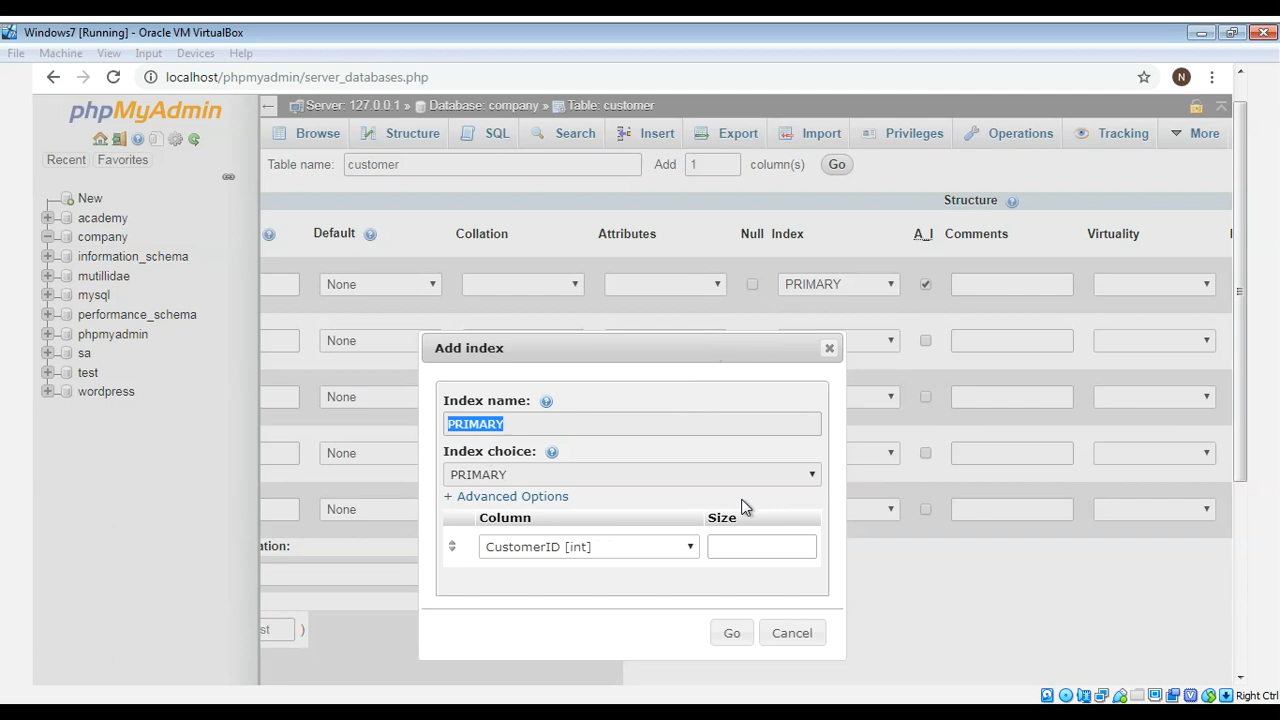 Windows7 [Running] - Oracle VM VirtualBox
File Machine View Input Devices Help
localhost/phpmyadmin/server_databases.php N
phpMyAdmin
Server: 127.0.0.1 » Database: company » Table: customer
Browse Structure SQL Search Insert Export Import Privileges Operations Tracking More
Recent Favorites
Table name: customer Add 1 column(s) Go
New
academy
company
information_schema
mutillidae
mysql
performance_schema
phpmyadmin
sa
test
wordpress
Structure
Default Collation Attributes Null Index A_I Comments Virtuality
None PRIMARY
None
None
None
None
Add index
Index name:
PRIMARY
Index choice:
PRIMARY
+ Advanced Options
Column Size
CustomerID [int]
Go Cancel
Right Ctrl